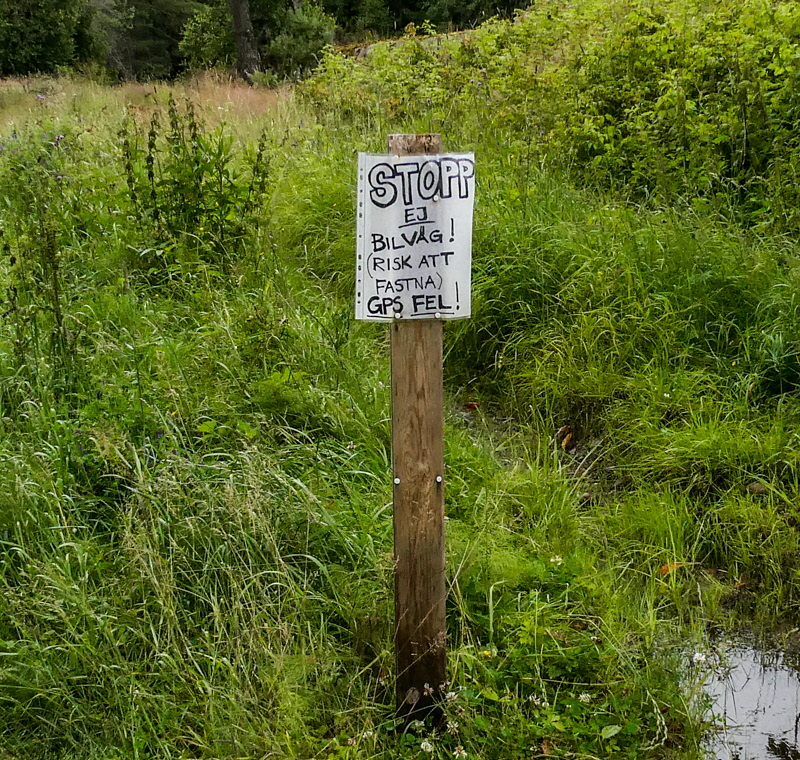 STOPP
EJ
BILVÄG!
(RISK ATT
FASTNA)
GPS FEL!